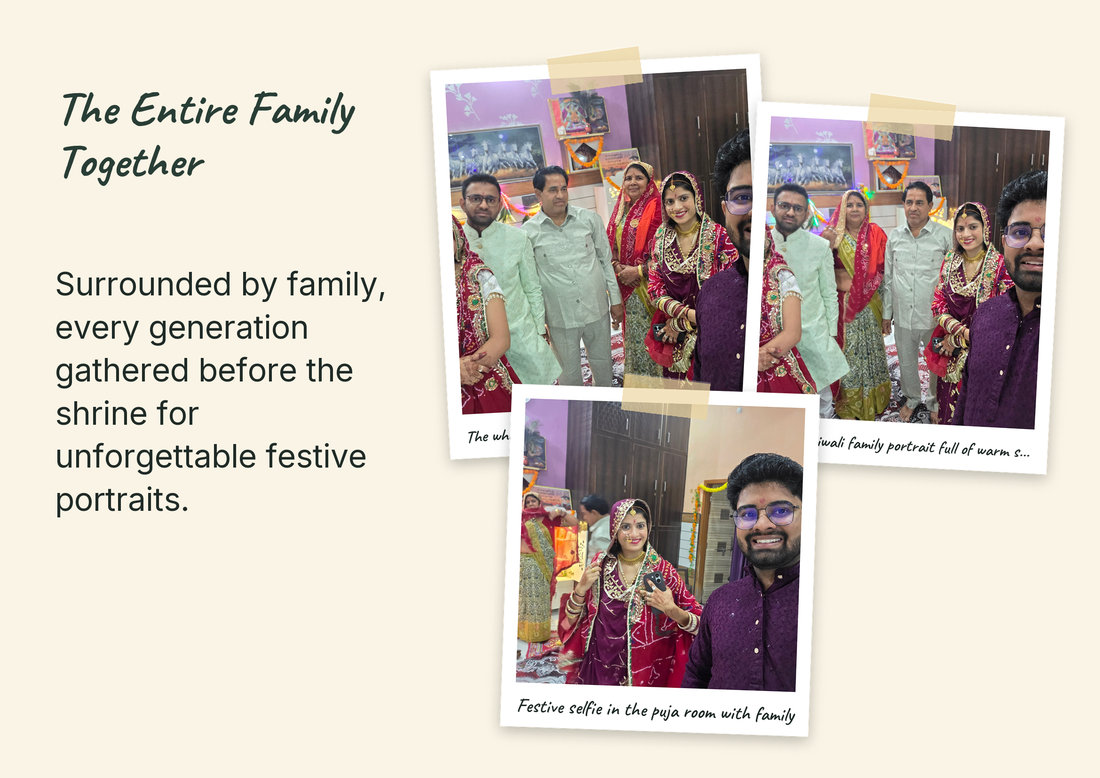 The Entire Family
Together
Surrounded by family,
every generation
gathered before the
shrine for
unforgettable festive
portraits.
The wh
iwali family portrait full of warm s...
Festive selfie in the puja room with family